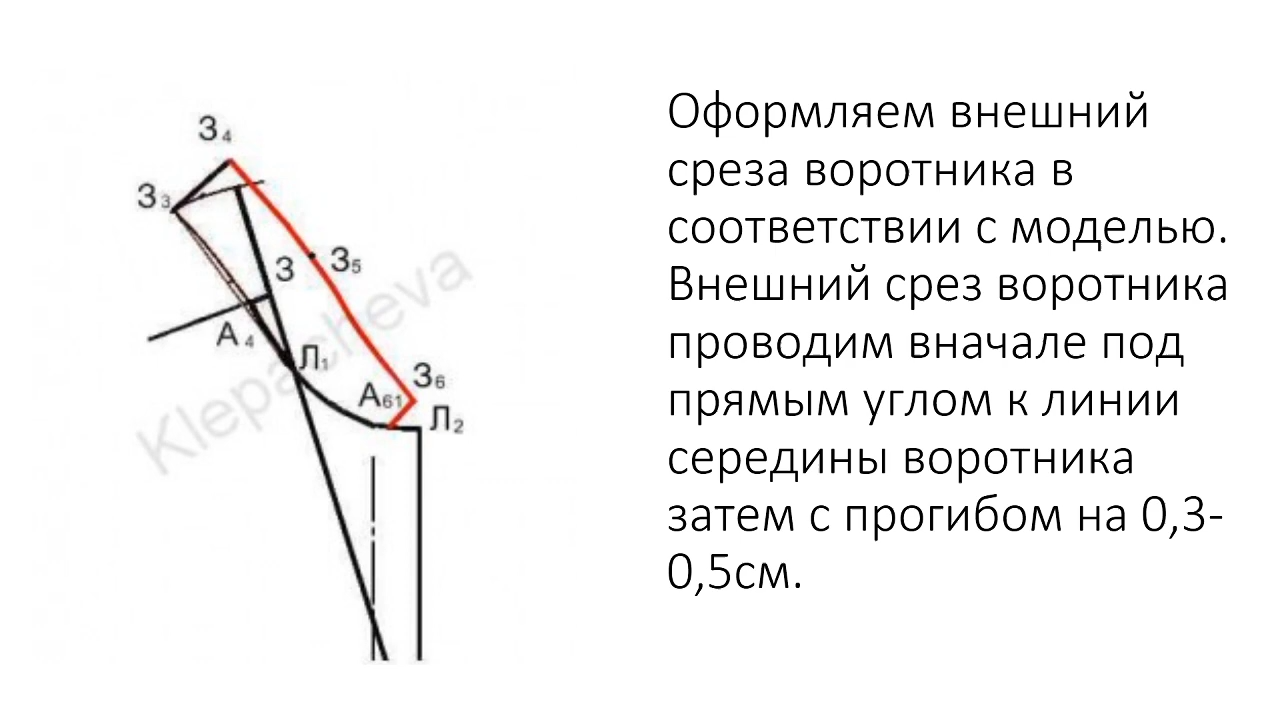 З4
З3
З5
З
А4
Л1
З6
А61
Л2
Klepacheva
Оформляем внешний
среза воротника в
соответствии с моделью.
Внешний срез воротника
проводим вначале под
прямым углом к линии
середины воротника
затем с прогибом на 0,3-
0,5см.